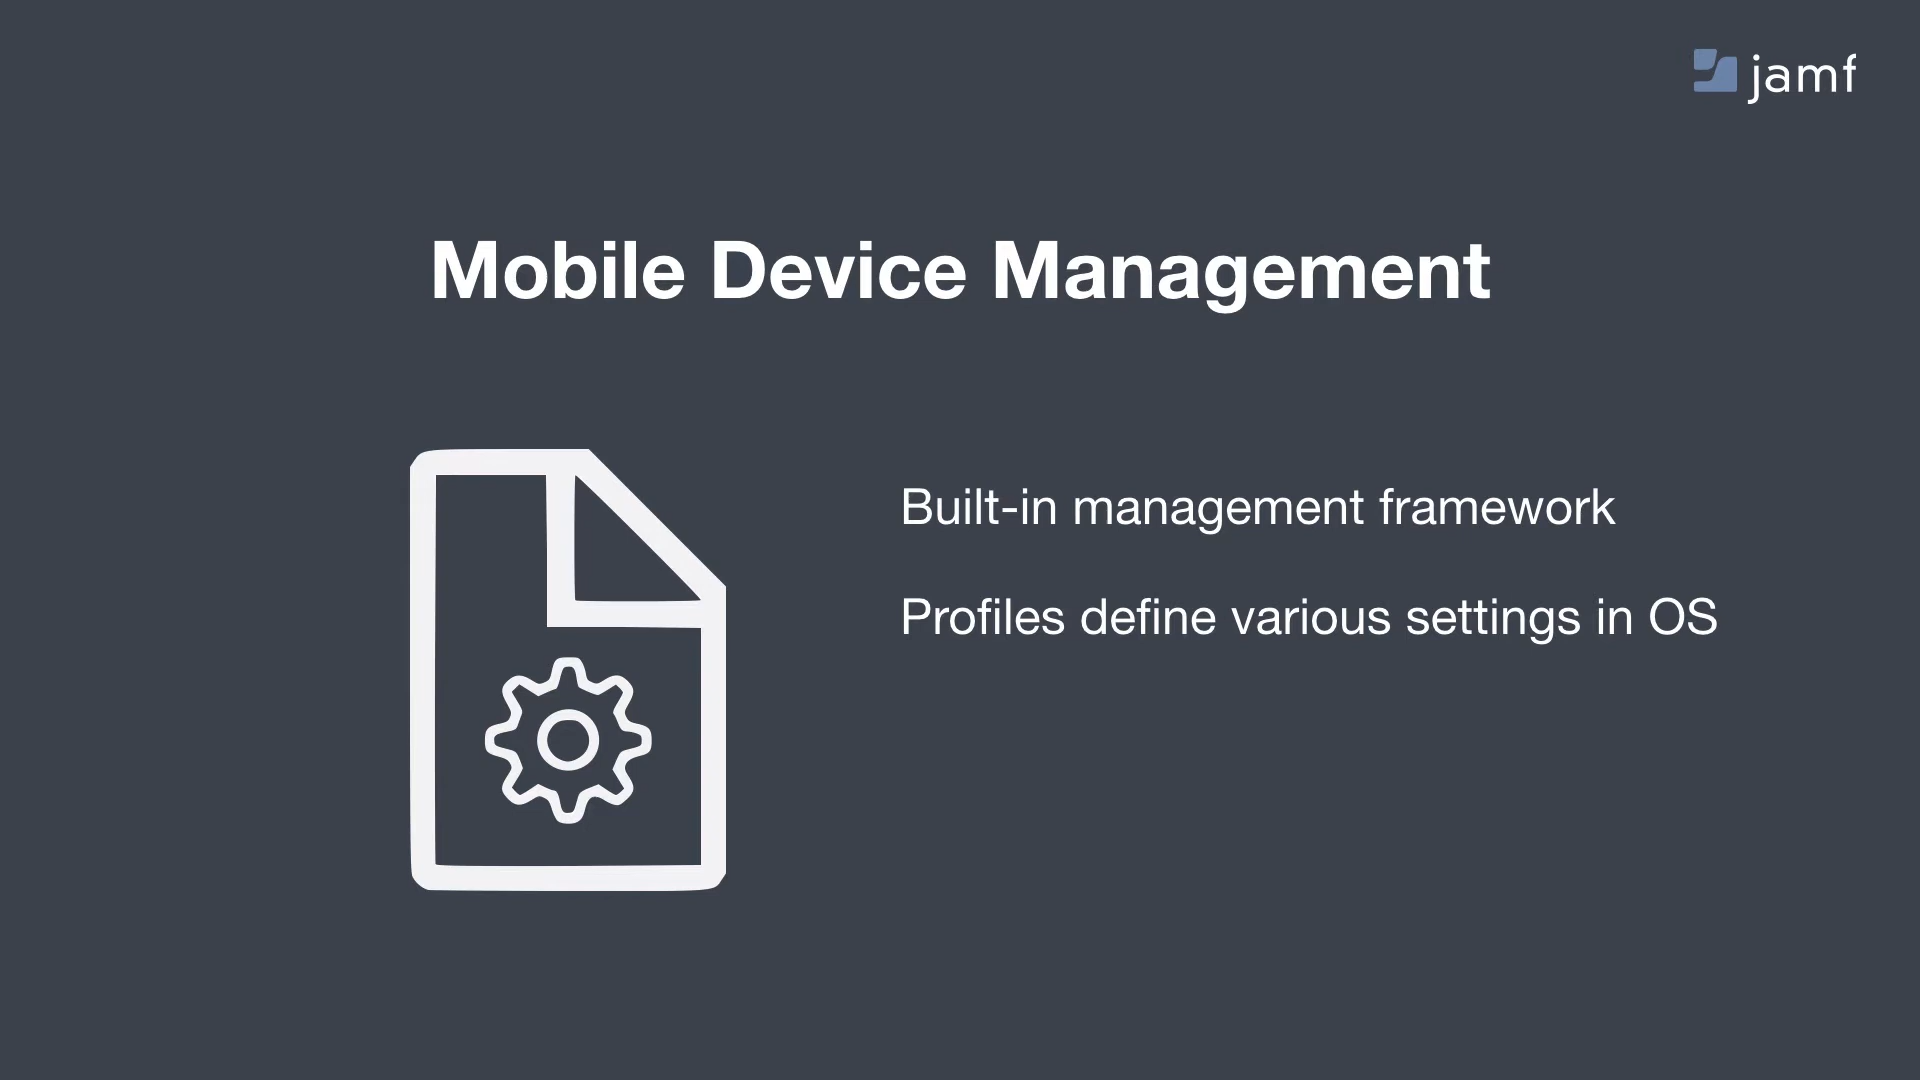 jamf
Mobile Device Management
Built-in management framework
Profiles define various settings in OS